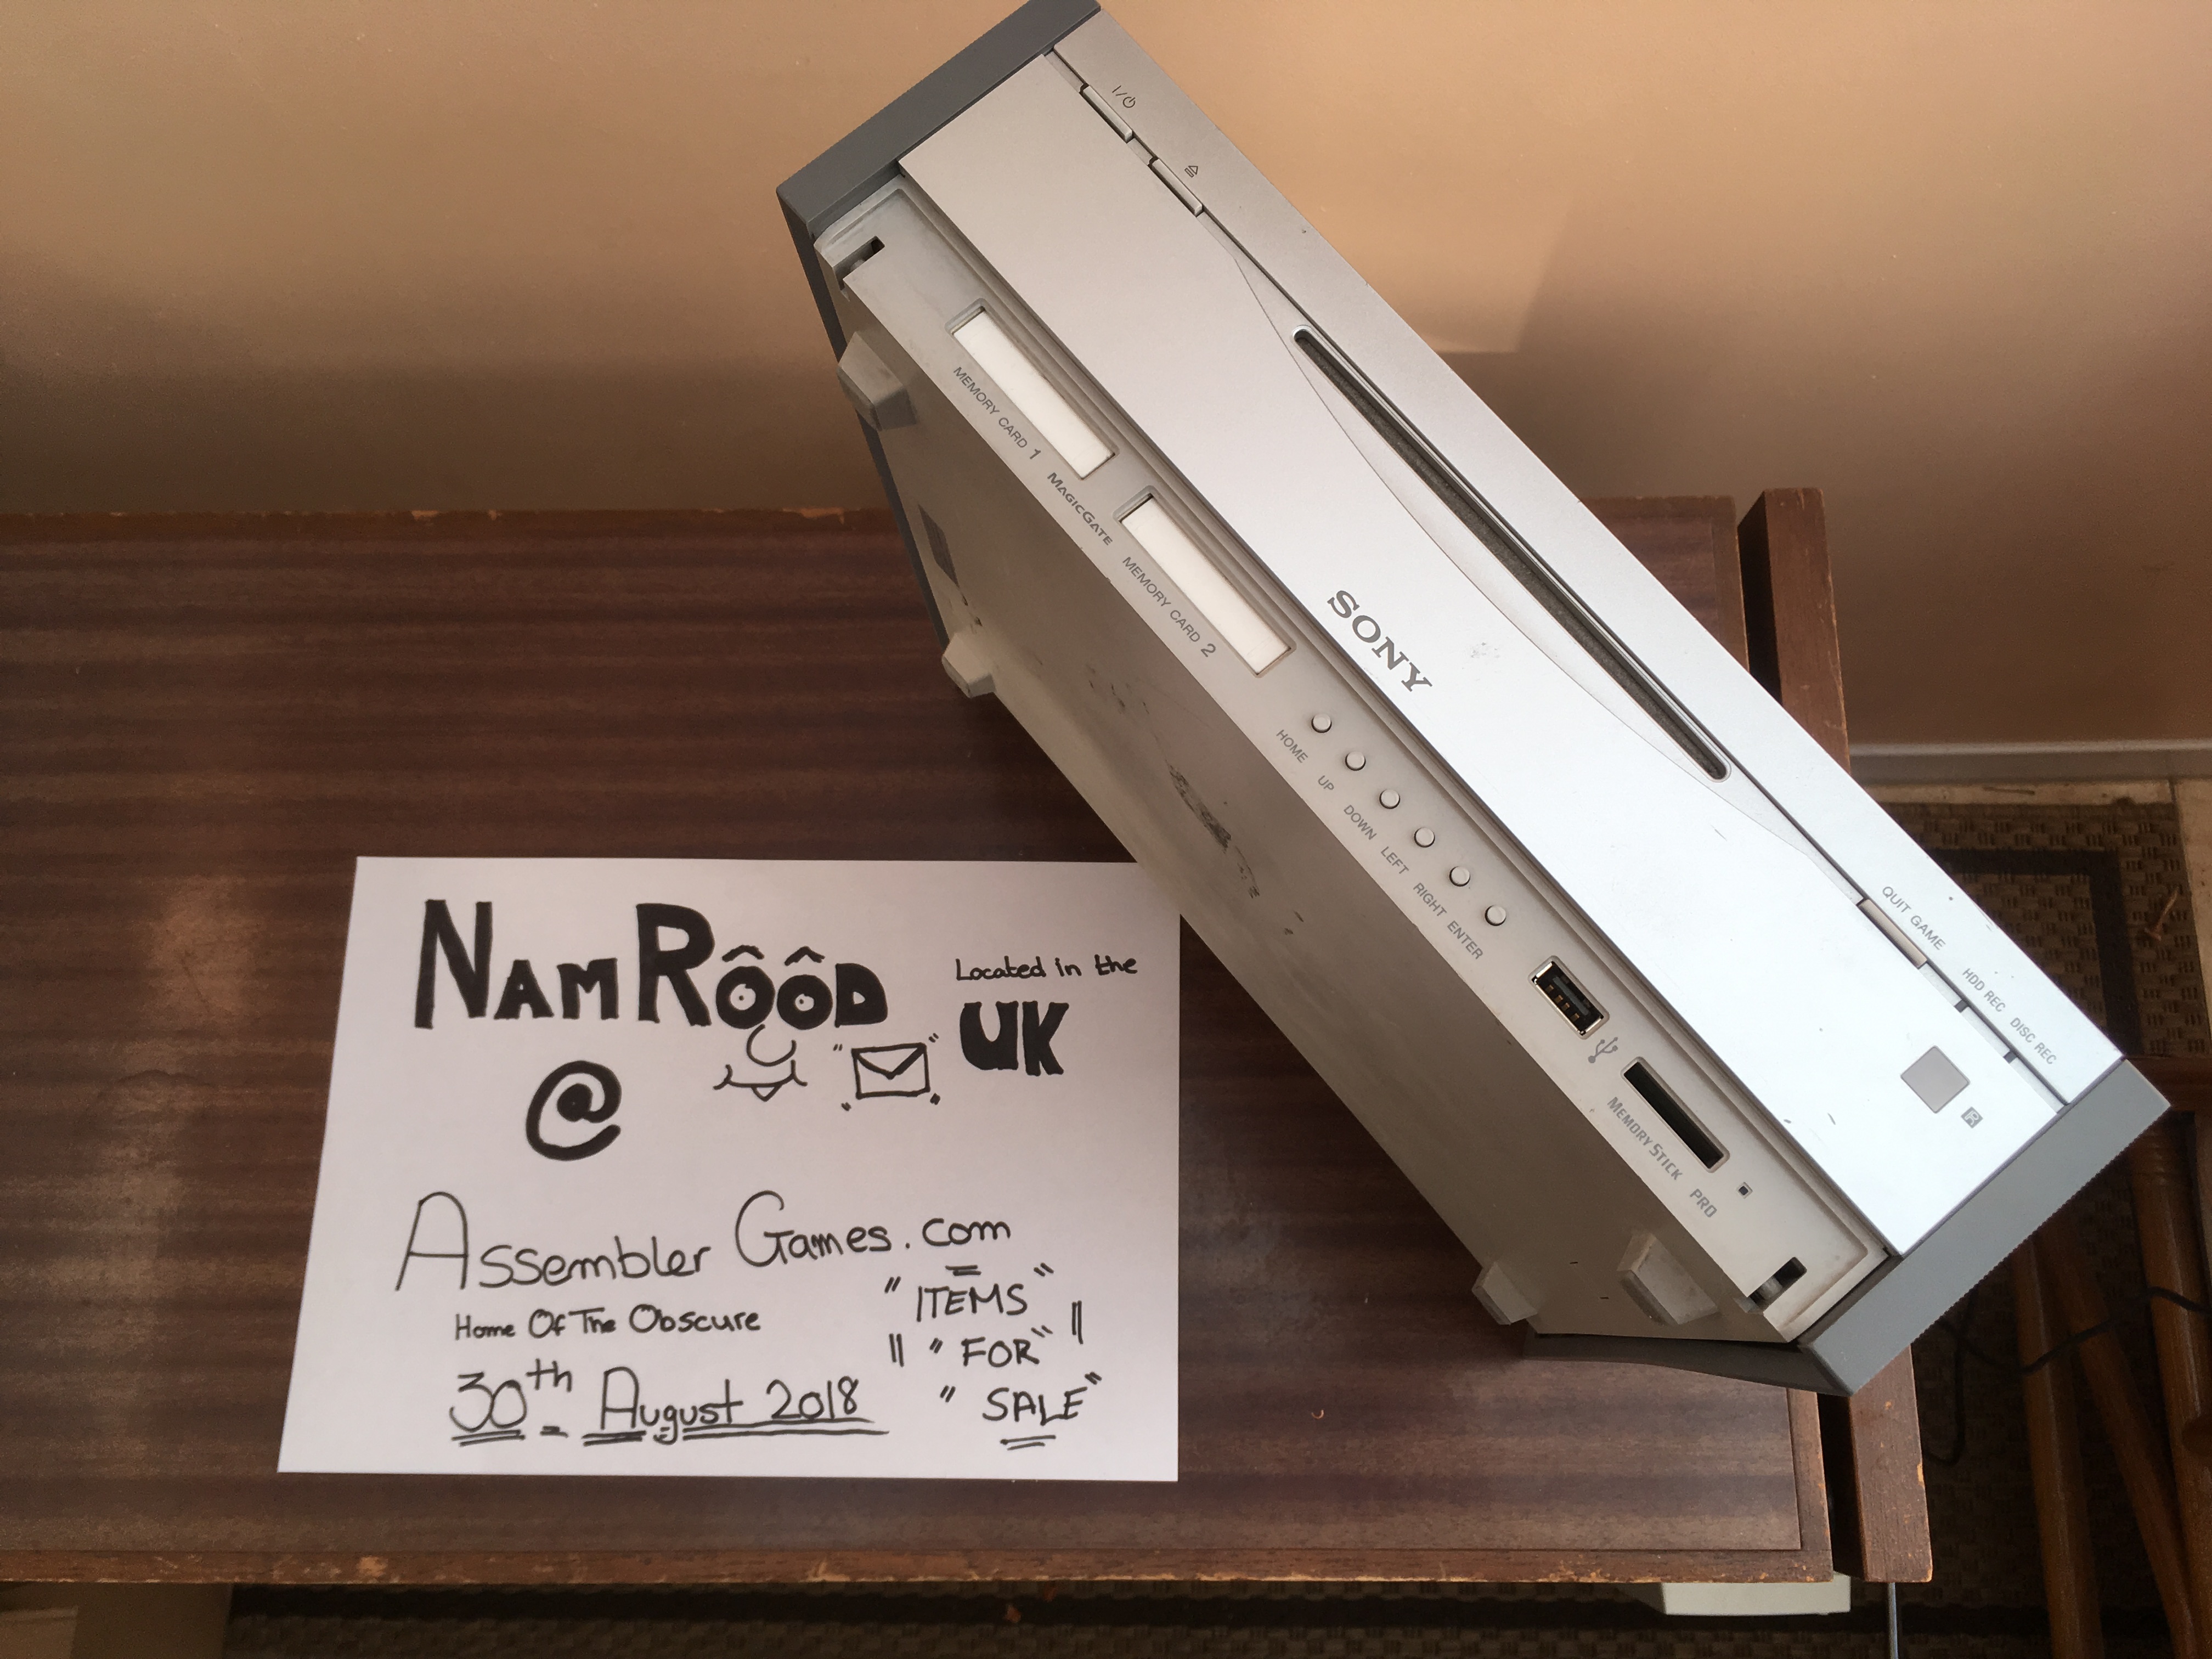 I/⏻
MEMORY CARD 1
MAGICGATE
MEMORY CARD 2
SONY
HOME UP DOWN LEFT RIGHT ENTER
QUIT GAME
HDD REC DISC REC
MEMORY STICK PRO
R
NAMRÔÔD
Located in the
UK
@
ASSEMBLER GAMES.com
Home Of The Obscure
"ITEMS"
|| "FOR" ||
"SALE"
30th - August 2018